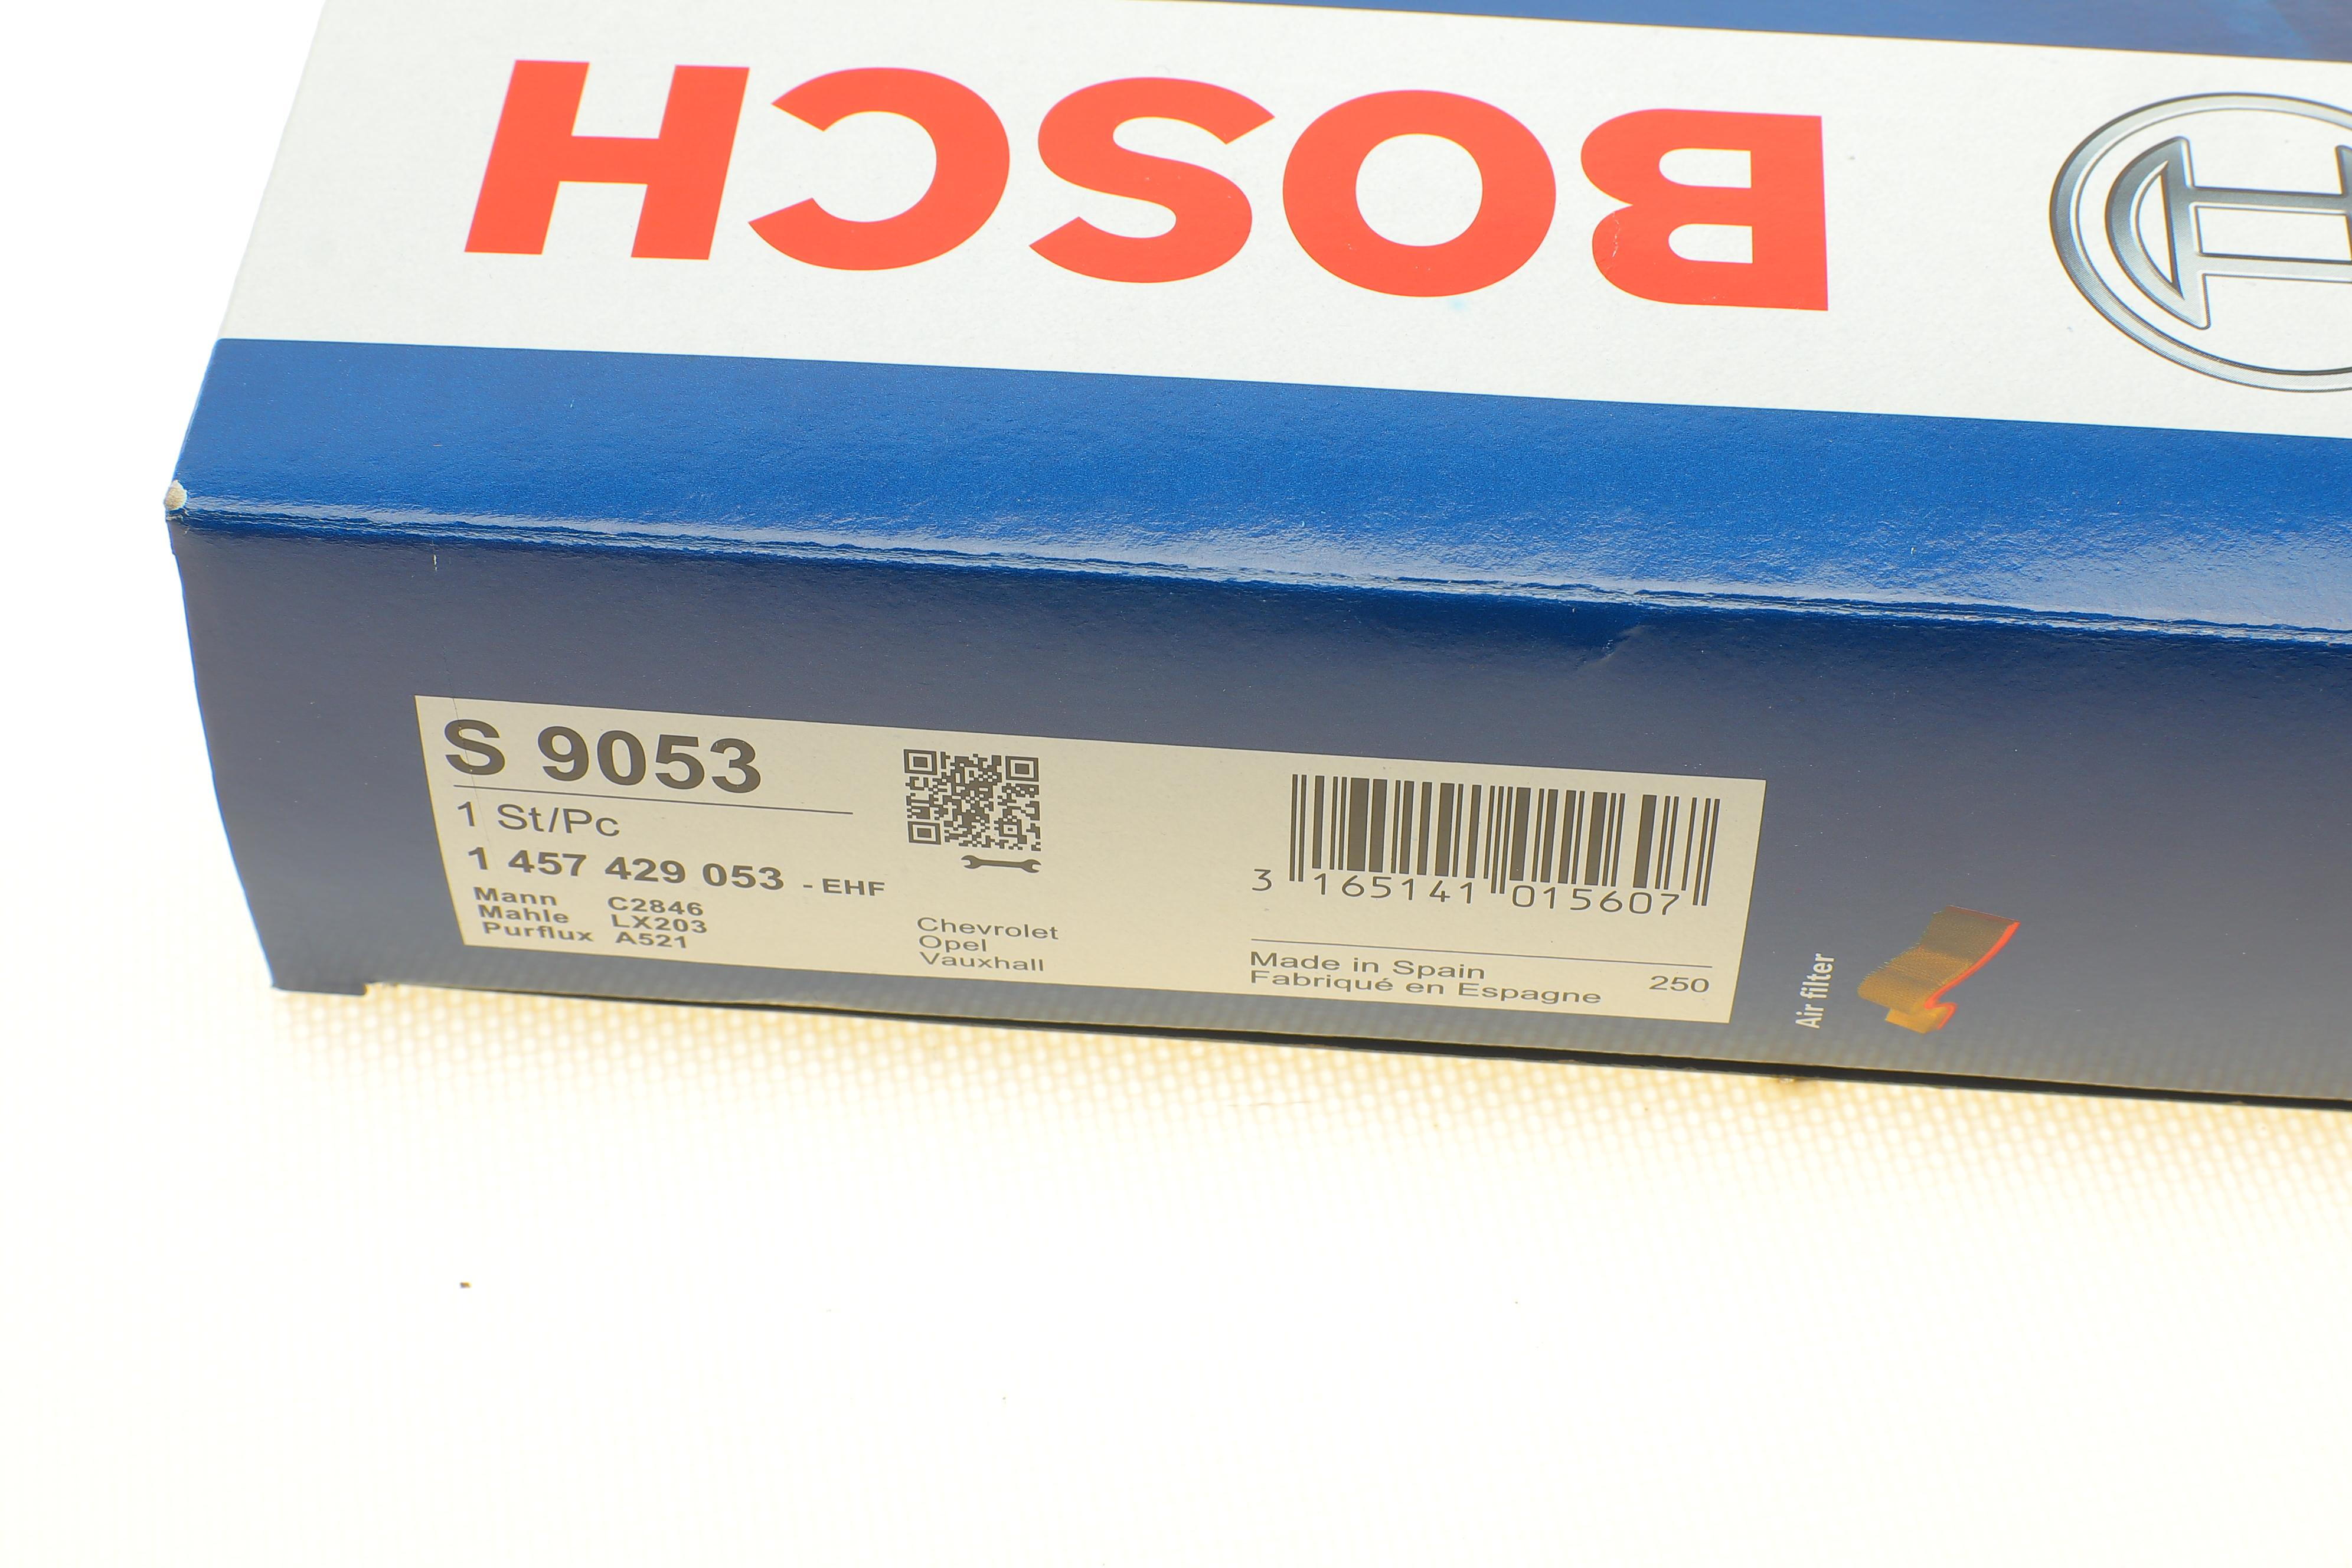 BOSCH
S 9053
1 St/Pc
1 457 429 053 - EHF
Mann C2846
Mahle LX203
Purflux A521
Chevrolet
Opel
Vauxhall
3 165141 015607
Made in Spain
Fabriqué en Espagne
250
Air filter